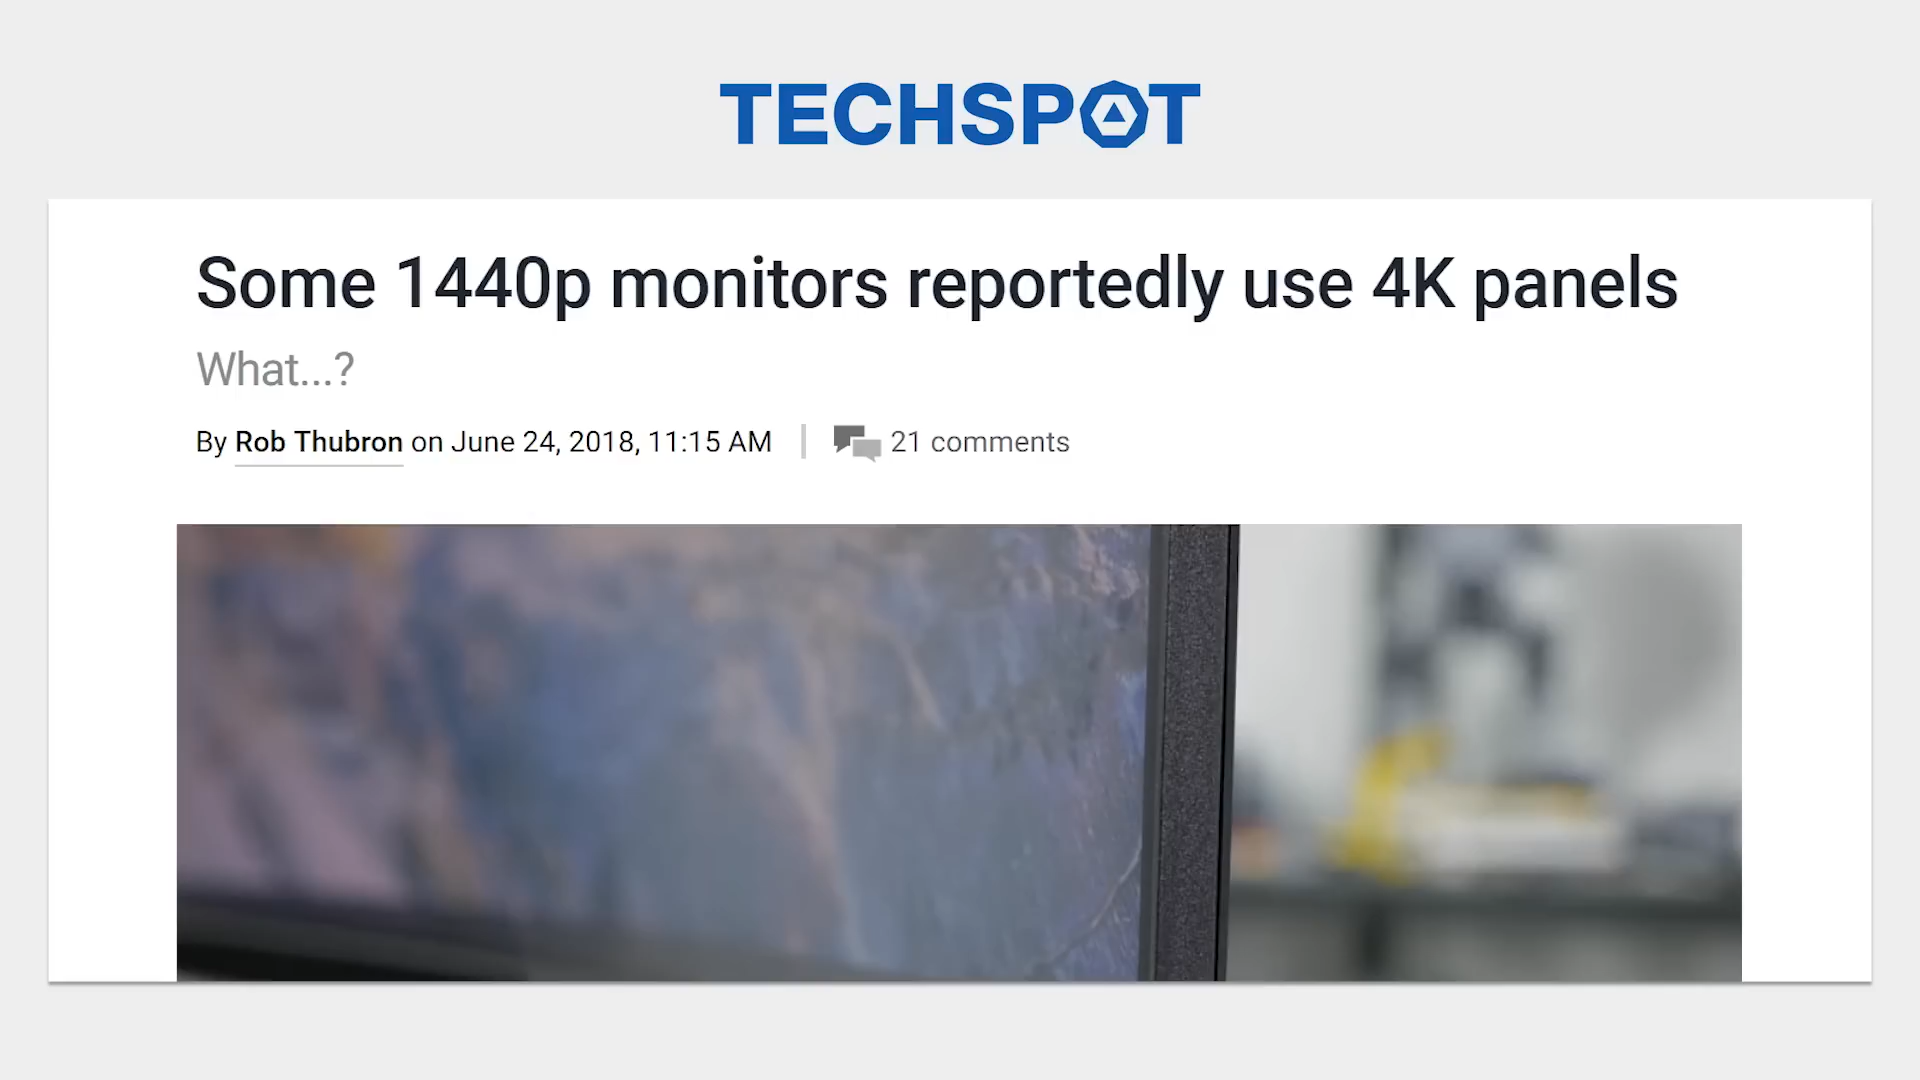 TECHSPOT
Some 1440p monitors reportedly use 4K panels
What...?
By Rob Thubron on June 24, 2018, 11:15 AM
21 comments